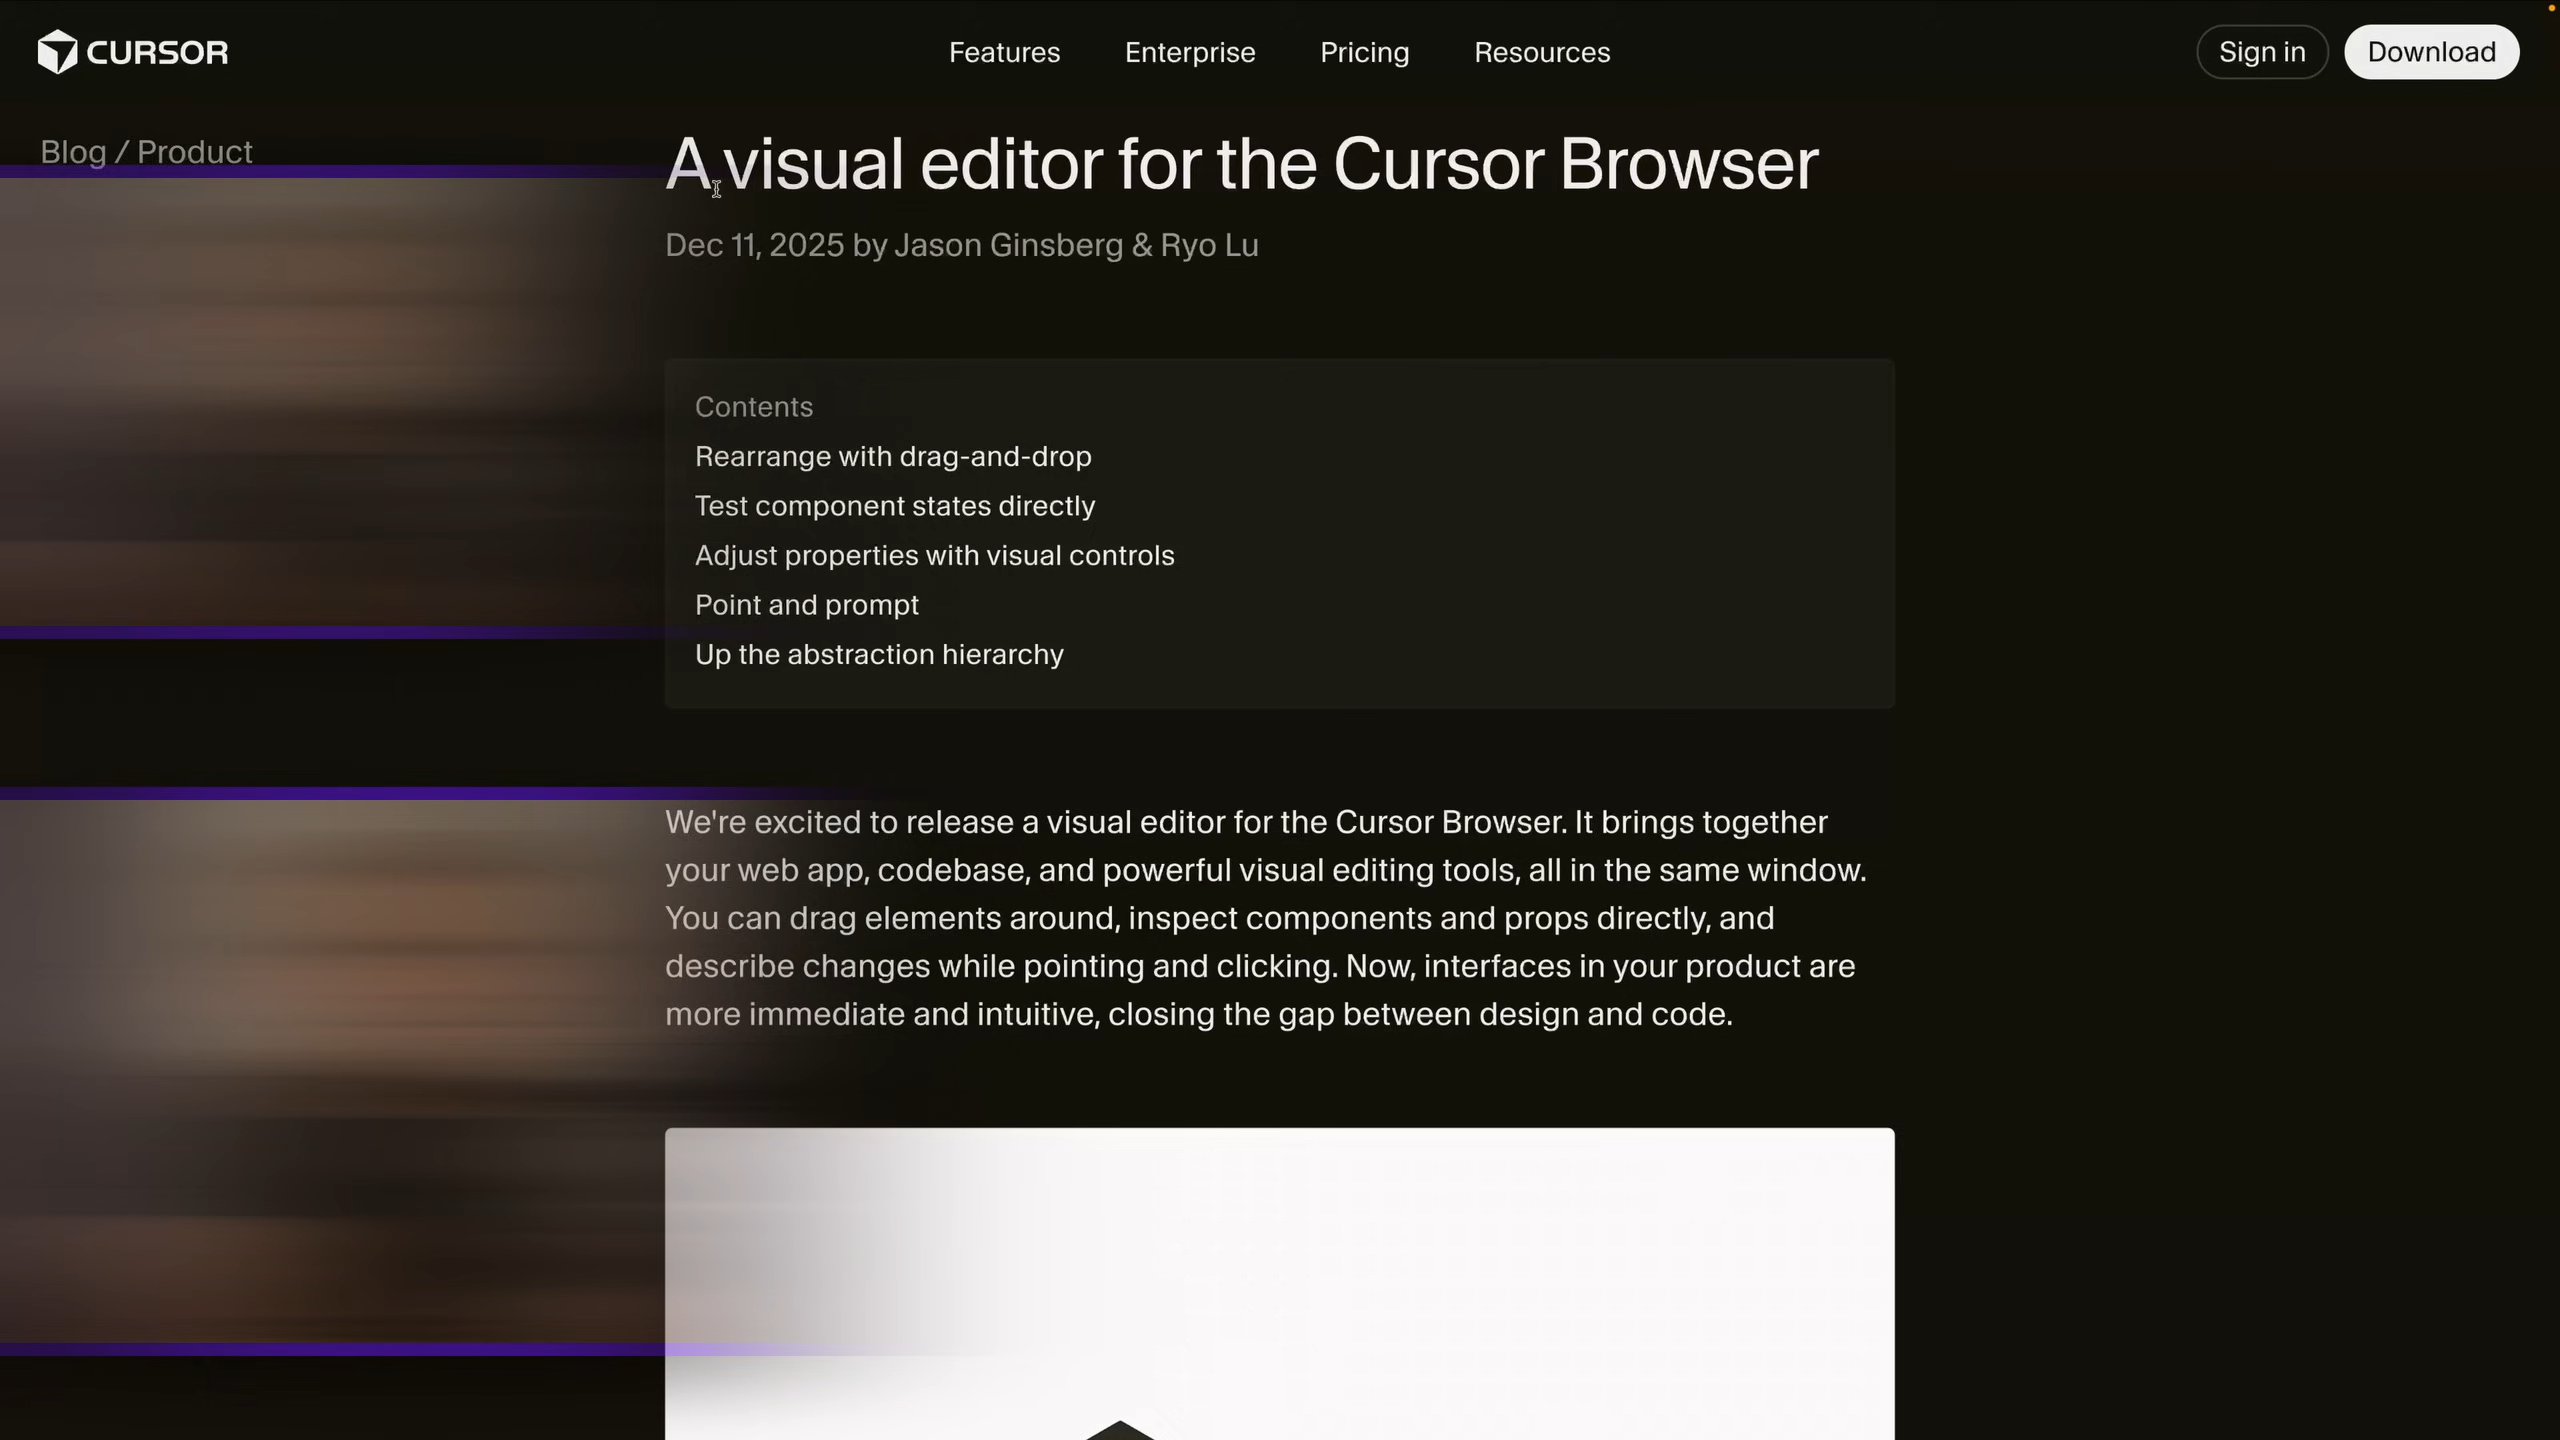 CURSOR
Features
Enterprise
Pricing
Resources
Sign in
Download
Blog / Product
A visual editor for the Cursor Browser
Dec 11, 2025 by Jason Ginsberg & Ryo Lu
Contents
Rearrange with drag-and-drop
Test component states directly
Adjust properties with visual controls
Point and prompt
Up the abstraction hierarchy
We're excited to release a visual editor for the Cursor Browser. It brings together
your web app, codebase, and powerful visual editing tools, all in the same window.
You can drag elements around, inspect components and props directly, and
describe changes while pointing and clicking. Now, interfaces in your product are
more immediate and intuitive, closing the gap between design and code.